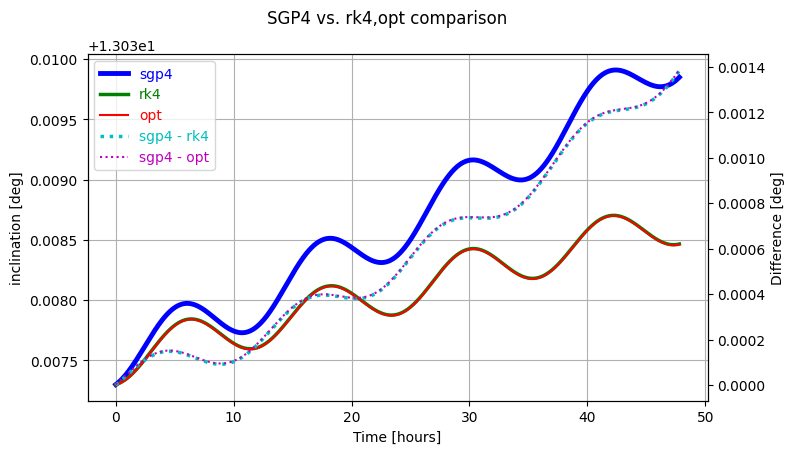 SGP4 vs. rk4,opt comparison
+1.303e1
0.0100
0.0095
0.0090
0.0085
0.0080
0.0075
inclination [deg]
sgp4
rk4
opt
sgp4 - rk4
sgp4 - opt
0.0014
0.0012
0.0010
0.0008
0.0006
0.0004
0.0002
0.0000
Difference [deg]
0 10 20 30 40 50
Time [hours]